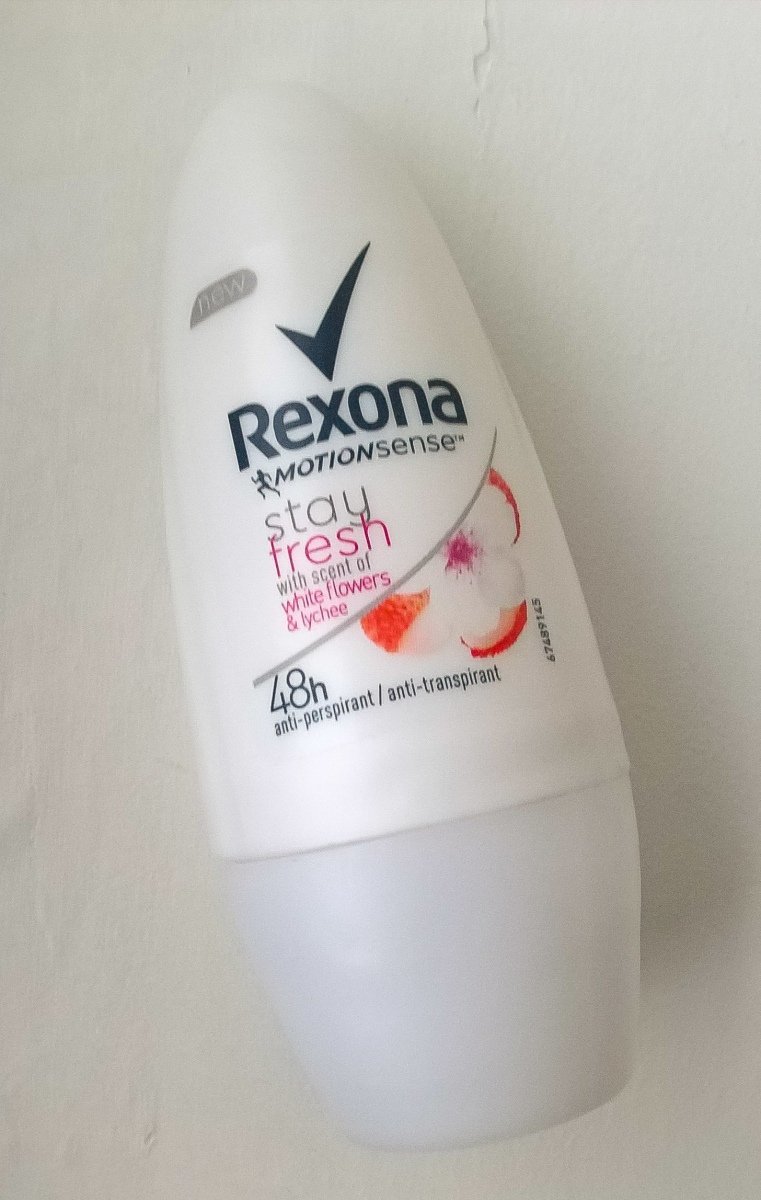 new
Rexona
MOTIONsense™
stay
fresh
with scent of
white flowers
& lychee
48h
anti-perspirant / anti-transpirant
67489145